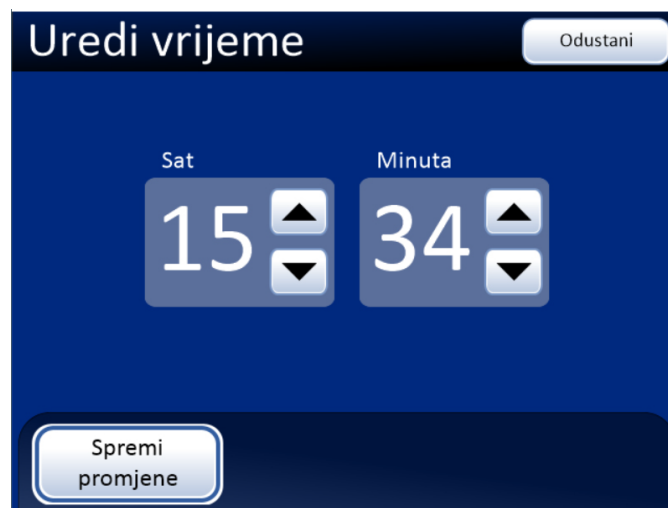 Uredi vrijeme
Odustani
Sat
Minuta
15
34
Spremi
promjene